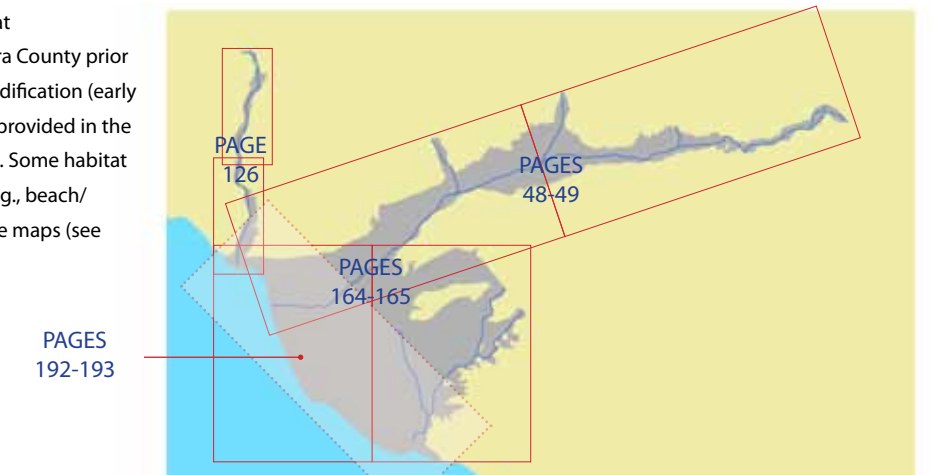 at
ra County prior
dification (early
provided in the
. Some habitat
g., beach/
e maps (see
PAGE
126
PAGES
48-49
PAGES
164-165
PAGES
192-193